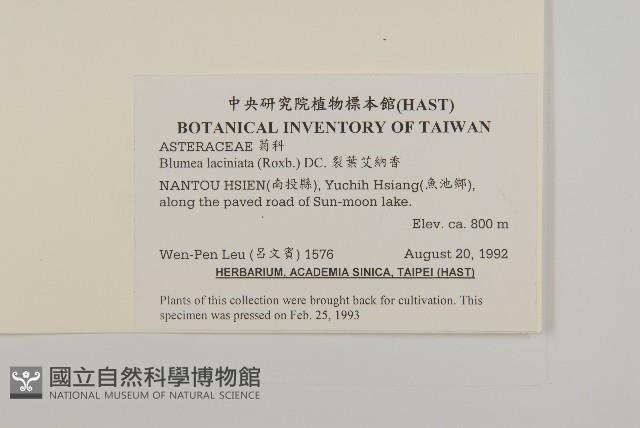 中央研究院植物標本館(HAST)
BOTANICAL INVENTORY OF TAIWAN
ASTERACEAE 菊科
Blumea laciniata (Roxb.) DC. 裂葉艾納香
NANTOU HSIEN(南投縣), Yuchih Hsiang(魚池鄉),
along the paved road of Sun-moon lake.
Elev. ca. 800 m
Wen-Pen Leu (呂文賓) 1576 August 20, 1992
HERBARIUM, ACADEMIA SINICA, TAIPEI (HAST)
Plants of this collection were brought back for cultivation. This
specimen was pressed on Feb. 25, 1993
國立自然科學博物館
NATIONAL MUSEUM OF NATURAL SCIENCE